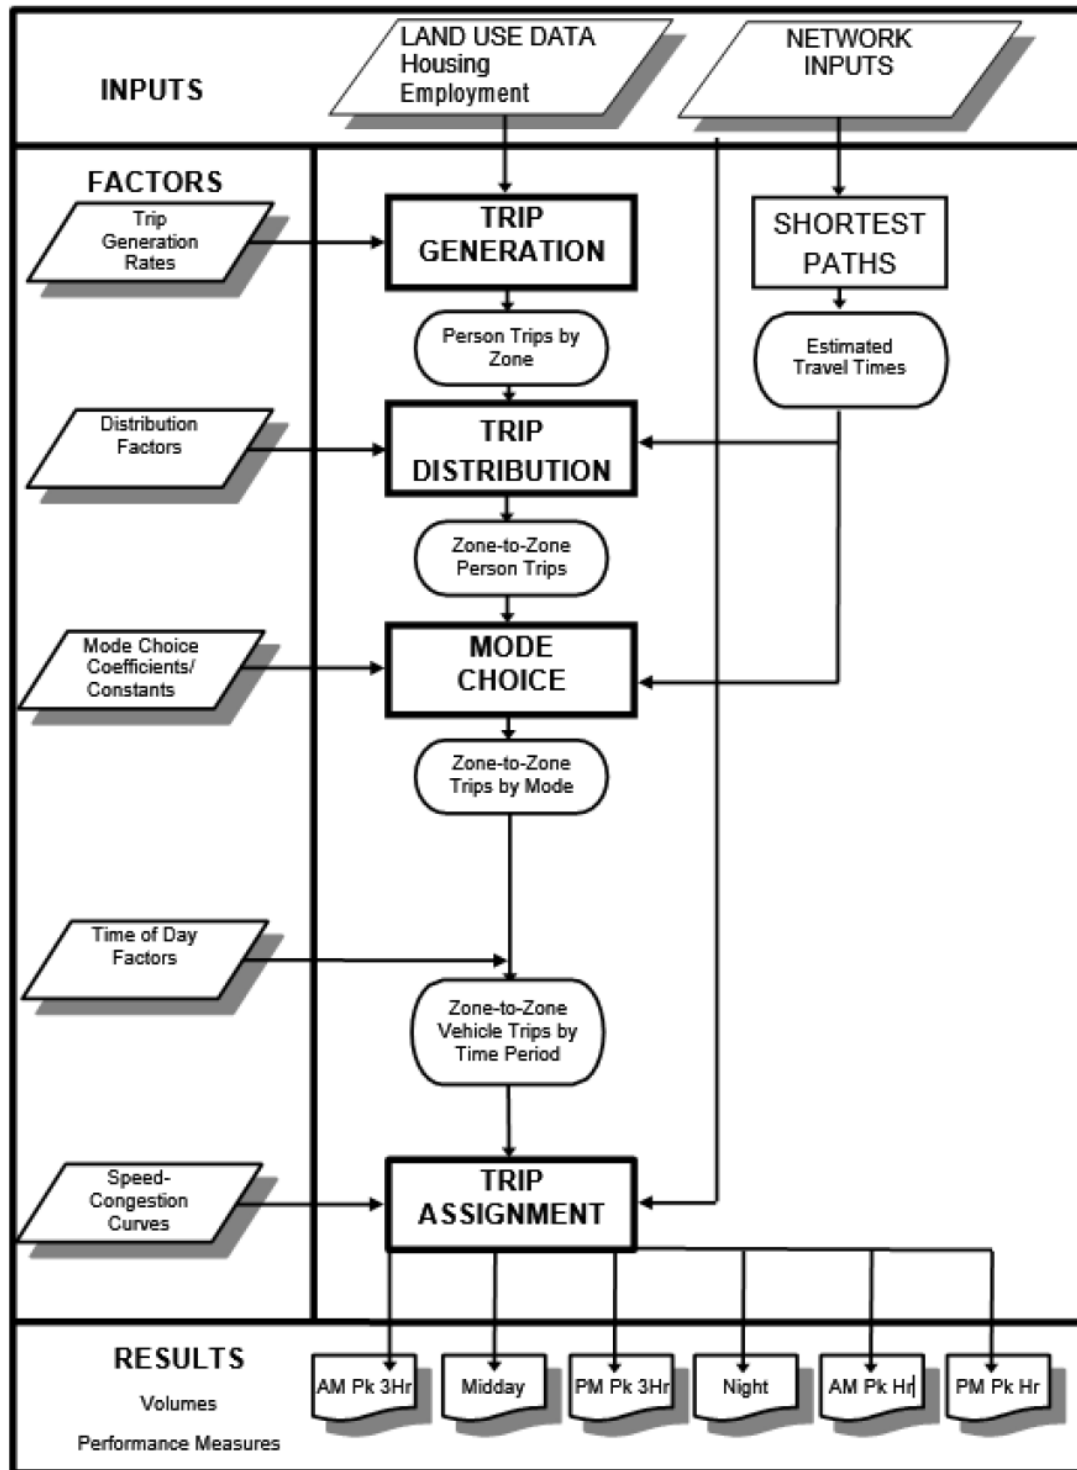 INPUTS
LAND USE DATA
Housing
Employment
NETWORK
INPUTS
FACTORS
Trip
Generation
Rates
TRIP
GENERATION
SHORTEST
PATHS
Person Trips by
Zone
Estimated
Travel Times
Distribution
Factors
TRIP
DISTRIBUTION
Zone-to-Zone
Person Trips
Mode Choice
Coefficients/
Constants
MODE
CHOICE
Zone-to-Zone
Trips by Mode
Time of Day
Factors
Zone-to-Zone
Vehicle Trips by
Time Period
Speed-
Congestion
Curves
TRIP
ASSIGNMENT
RESULTS
Volumes
Performance Measures
AM Pk 3Hr
Midday
PM Pk 3Hr
Night
AM Pk Hr
PM Pk Hr